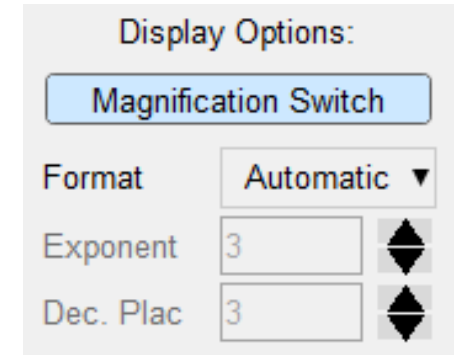 Display Options:
Magnification Switch
Format Automatic ▼
Exponent 3
Dec. Plac 3